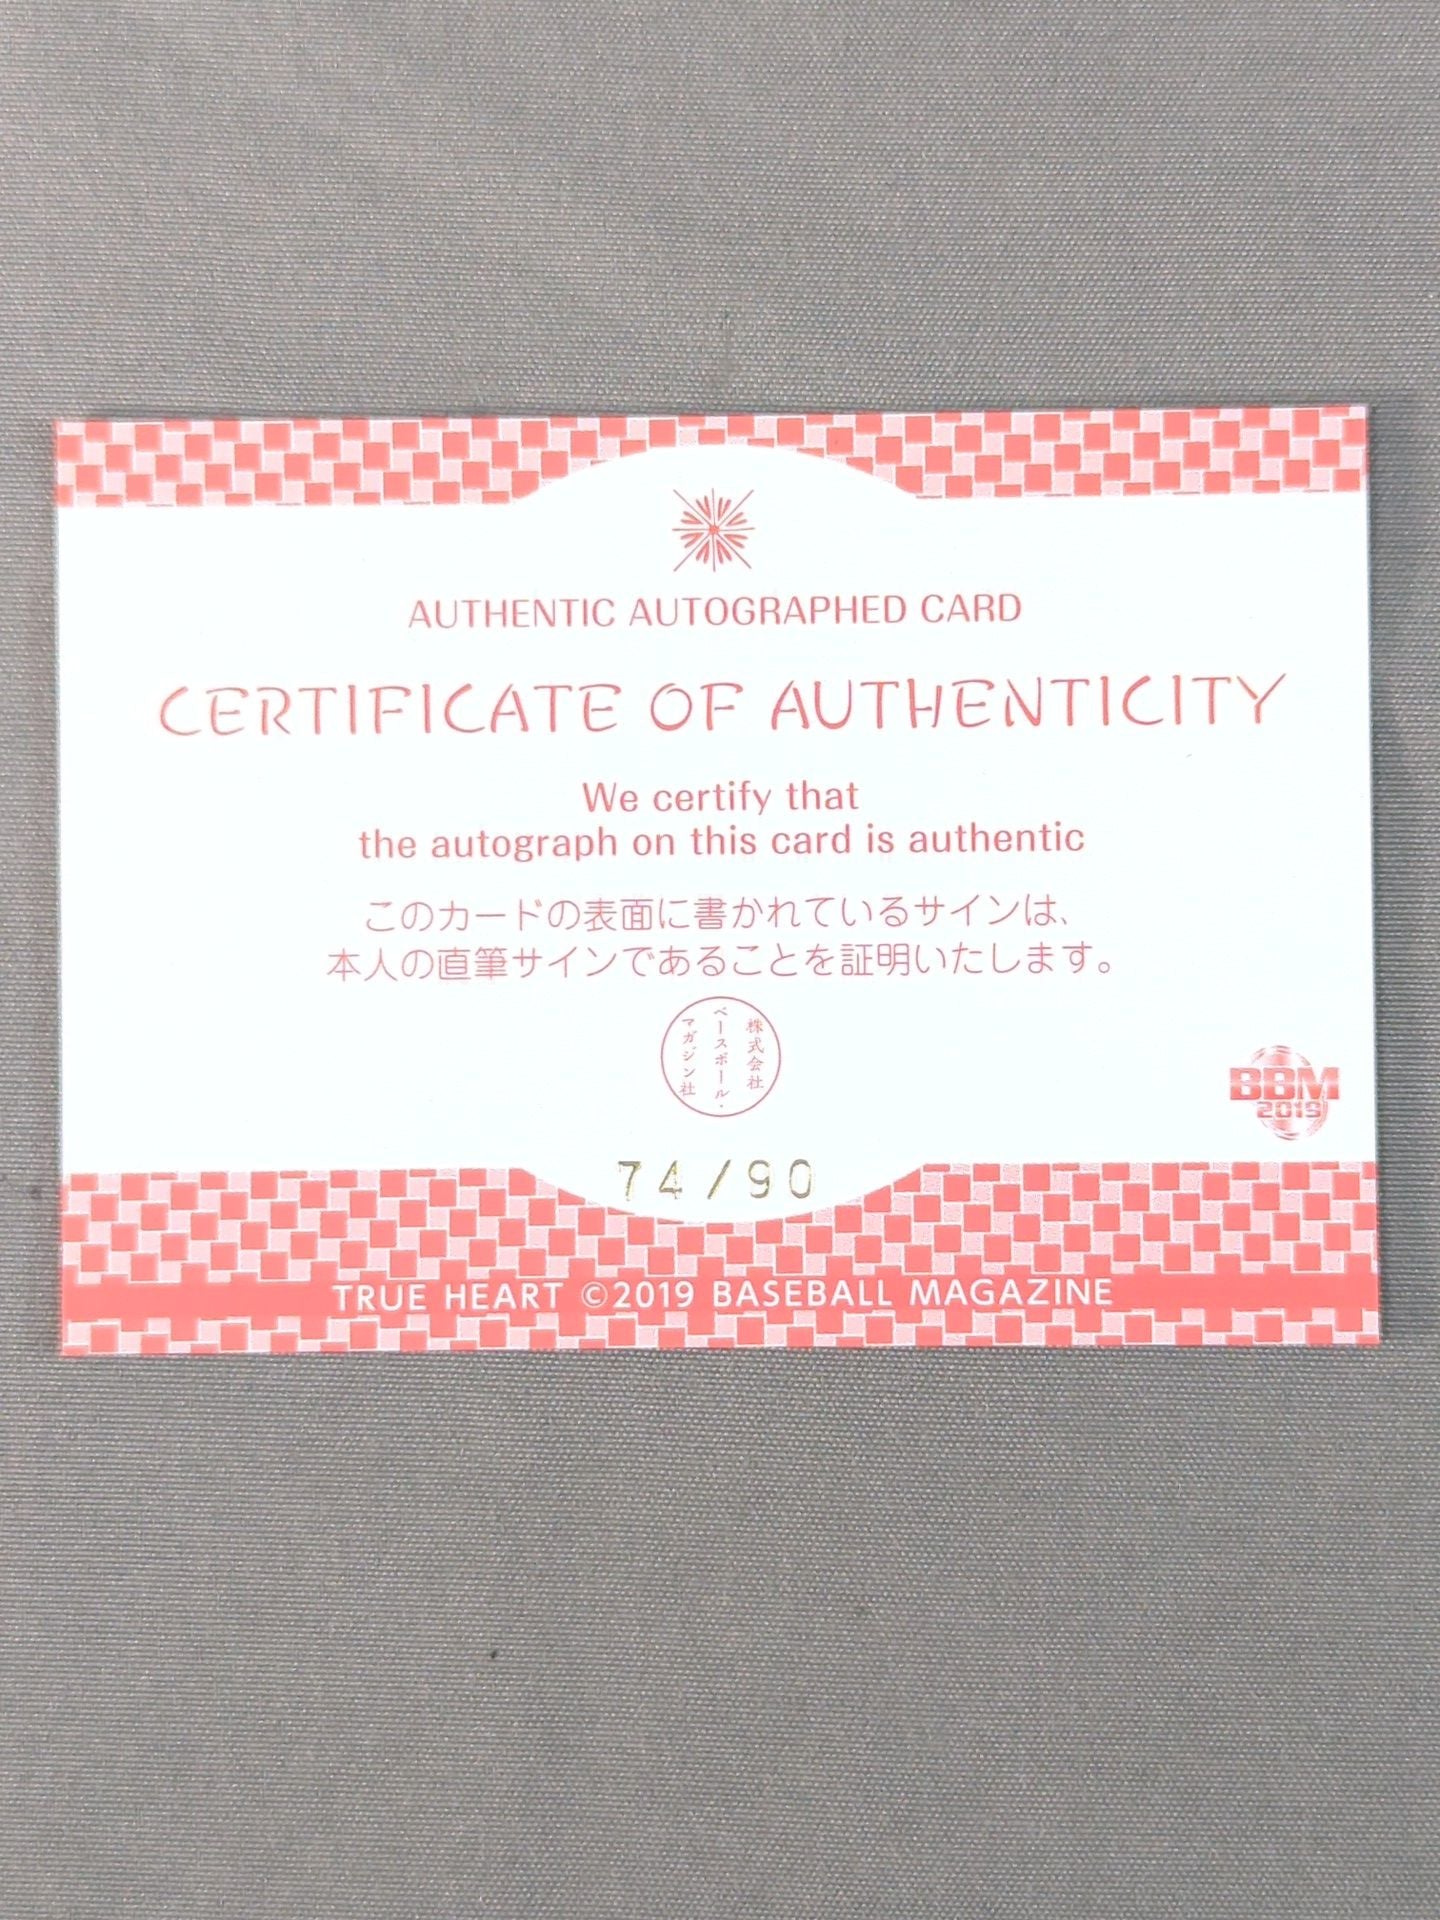 AUTHENTIC AUTOGRAPHED CARD
CERTIFICATE OF AUTHENTICITY
We certify that
the autograph on this card is authentic
このカードの表面に書かれているサインは、
本人の直筆サインであることを証明いたします。
株式会社
ベースボール・
マガジン社
BBM
2019
74/90
TRUE HEART ©2019 BASEBALL MAGAZINE